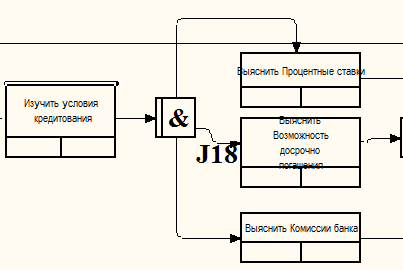 Изучить условия
кредитования
&
J18
Выяснить Процентные ставки
Выяснить
Возможность
досрочно
погашения
Выяснить Комиссии банка